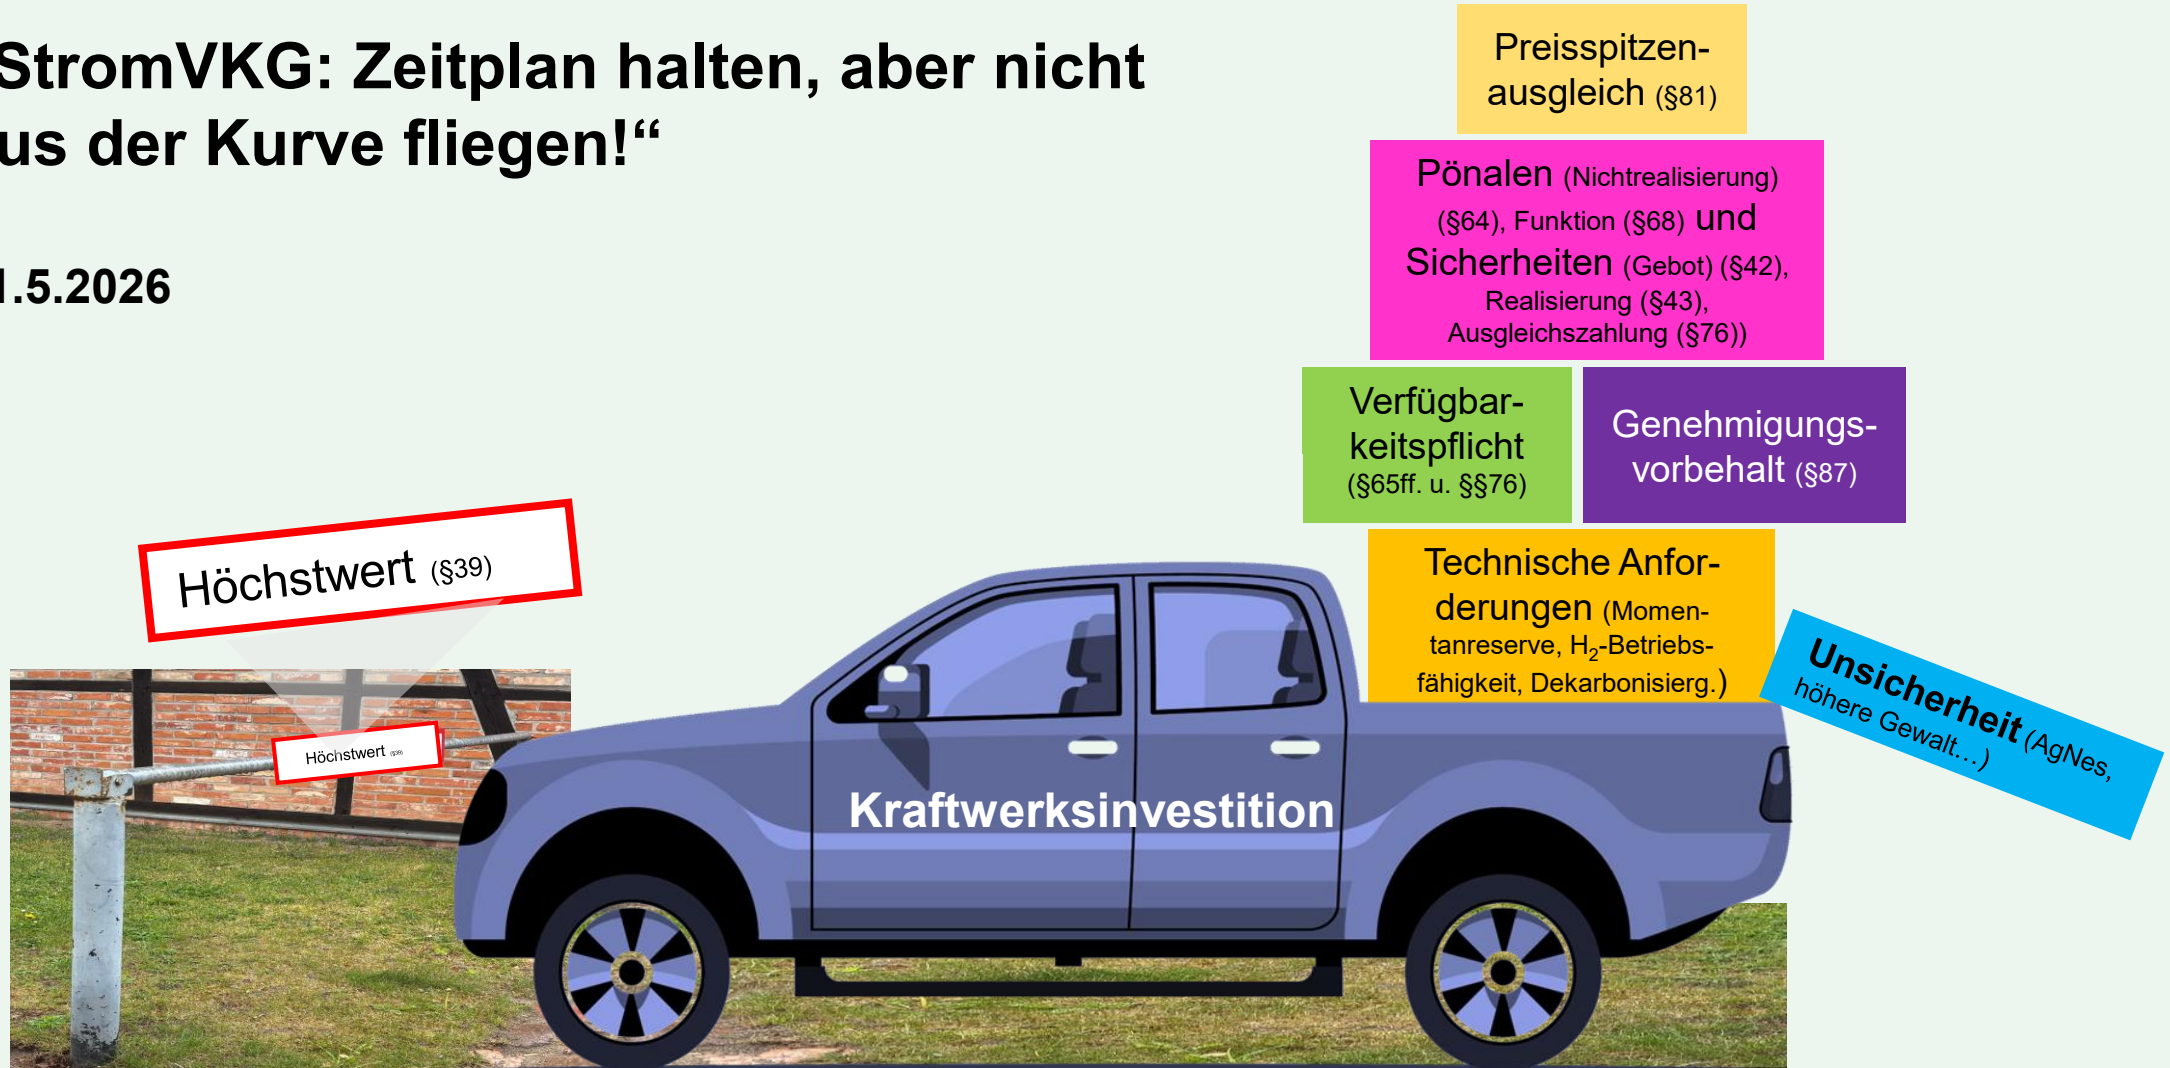 StromVKG: Zeitplan halten, aber nicht
us der Kurve fliegen!“
1.5.2026
Preisspitzen-
ausgleich (§81)
Pönalen (Nichtrealisierung)
(§64), Funktion (§68) und
Sicherheiten (Gebot) (§42),
Realisierung (§43),
Ausgleichszahlung (§76))
Verfügbar-
keitspflicht
(§65ff. u. §§76)
Genehmigungs-
vorbehalt (§87)
Technische Anfor-
derungen (Momen-
tanreserve, H₂-Betriebs-
fähigkeit, Dekarbonisierg.)
Unsicherheit (AgNes,
höhere Gewalt…)
Höchstwert (§39)
Höchstwert (§39)
Kraftwerksinvestition